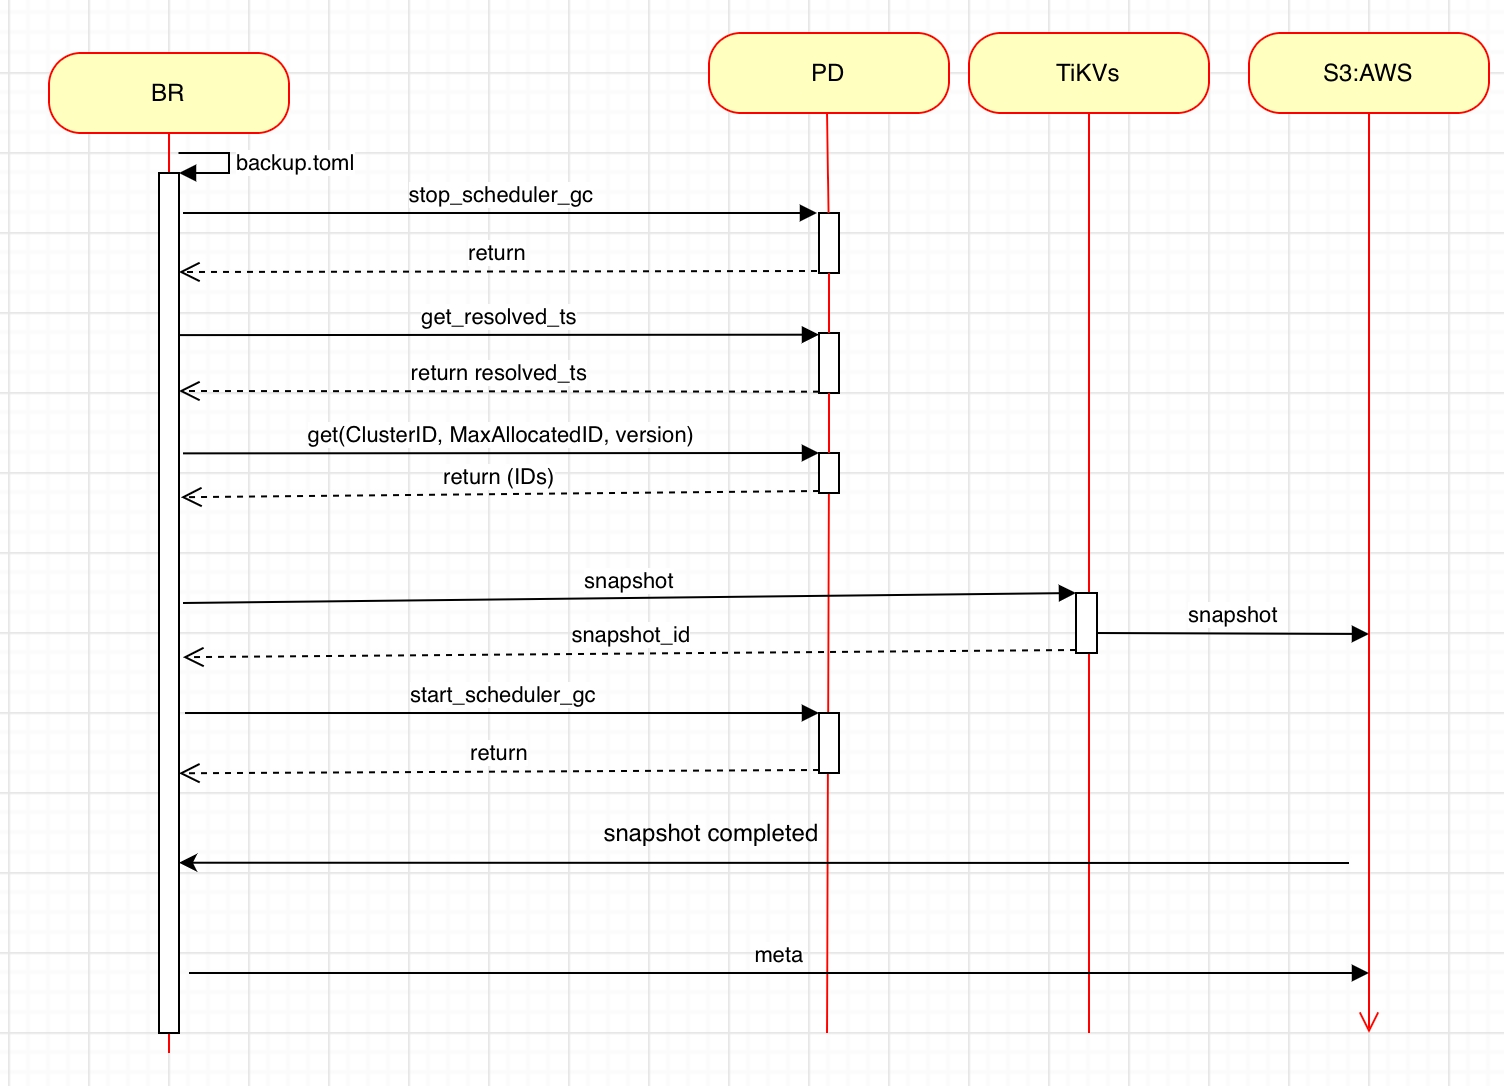 BR
PD
TiKVs
S3:AWS
backup.toml
stop_scheduler_gc
return
get_resolved_ts
return resolved_ts
get(ClusterID, MaxAllocatedID, version)
return (IDs)
snapshot
snapshot
snapshot_id
start_scheduler_gc
return
snapshot completed
meta